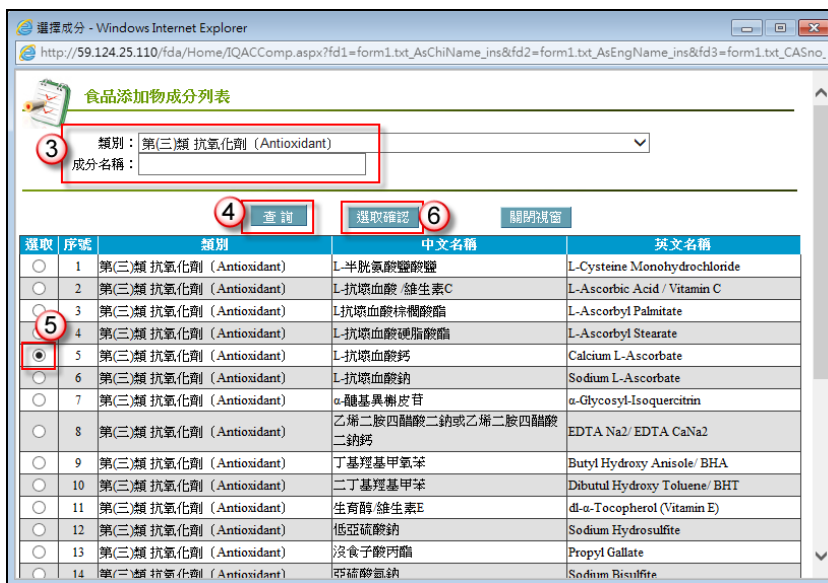 選擇成分 - Windows Internet Explorer
http://59.124.25.110/fda/Home/IQACComp.aspx?fd1=form1.txt_AsChiName_ins&fd2=form1.txt_AsEngName_ins&fd3=form1.txt_CASno_
食品添加物成分列表
③ 類別： 第(三)類 抗氧化劑（Antioxidant）
成分名稱：
④ 查詢 選取確認 ⑥ 關閉視窗
選取 序號 類別 中文名稱 英文名稱
1 第(三)類 抗氧化劑（Antioxidant） L-半胱氨酸鹽酸鹽 L-Cysteine Monohydrochloride
2 第(三)類 抗氧化劑（Antioxidant） L-抗壞血酸 /維生素C L-Ascorbic Acid / Vitamin C
3 第(三)類 抗氧化劑（Antioxidant） L抗壞血酸棕櫚酸酯 L-Ascorbyl Palmitate
⑤ 4 第(三)類 抗氧化劑（Antioxidant） L-抗壞血酸硬脂酸酯 L-Ascorbyl Stearate
5 第(三)類 抗氧化劑（Antioxidant） L-抗壞血酸鈣 Calcium L-Ascorbate
6 第(三)類 抗氧化劑（Antioxidant） L-抗壞血酸鈉 Sodium L-Ascorbate
7 第(三)類 抗氧化劑（Antioxidant） α-醣基異槲皮苷 α-Glycosyl-Isoquercitrin
8 第(三)類 抗氧化劑（Antioxidant） 乙烯二胺四醋酸二鈉或乙烯二胺四醋酸 EDTA Na2/ EDTA CaNa2
二鈉鈣
9 第(三)類 抗氧化劑（Antioxidant） 丁基羥基甲氧苯 Butyl Hydroxy Anisole/ BHA
10 第(三)類 抗氧化劑（Antioxidant） 二丁基羥基甲苯 Dibutul Hydroxy Toluene/ BHT
11 第(三)類 抗氧化劑（Antioxidant） 生育醇/維生素E dl-α-Tocopherol (Vitamin E)
12 第(三)類 抗氧化劑（Antioxidant） 低亞硫酸鈉 Sodium Hydrosulfite
13 第(三)類 抗氧化劑（Antioxidant） 沒食子酸丙酯 Propyl Gallate
14 第(三)類 抗氧化劑（Antioxidant） 亞硫酸氫鈉 Sodium Bisulfite